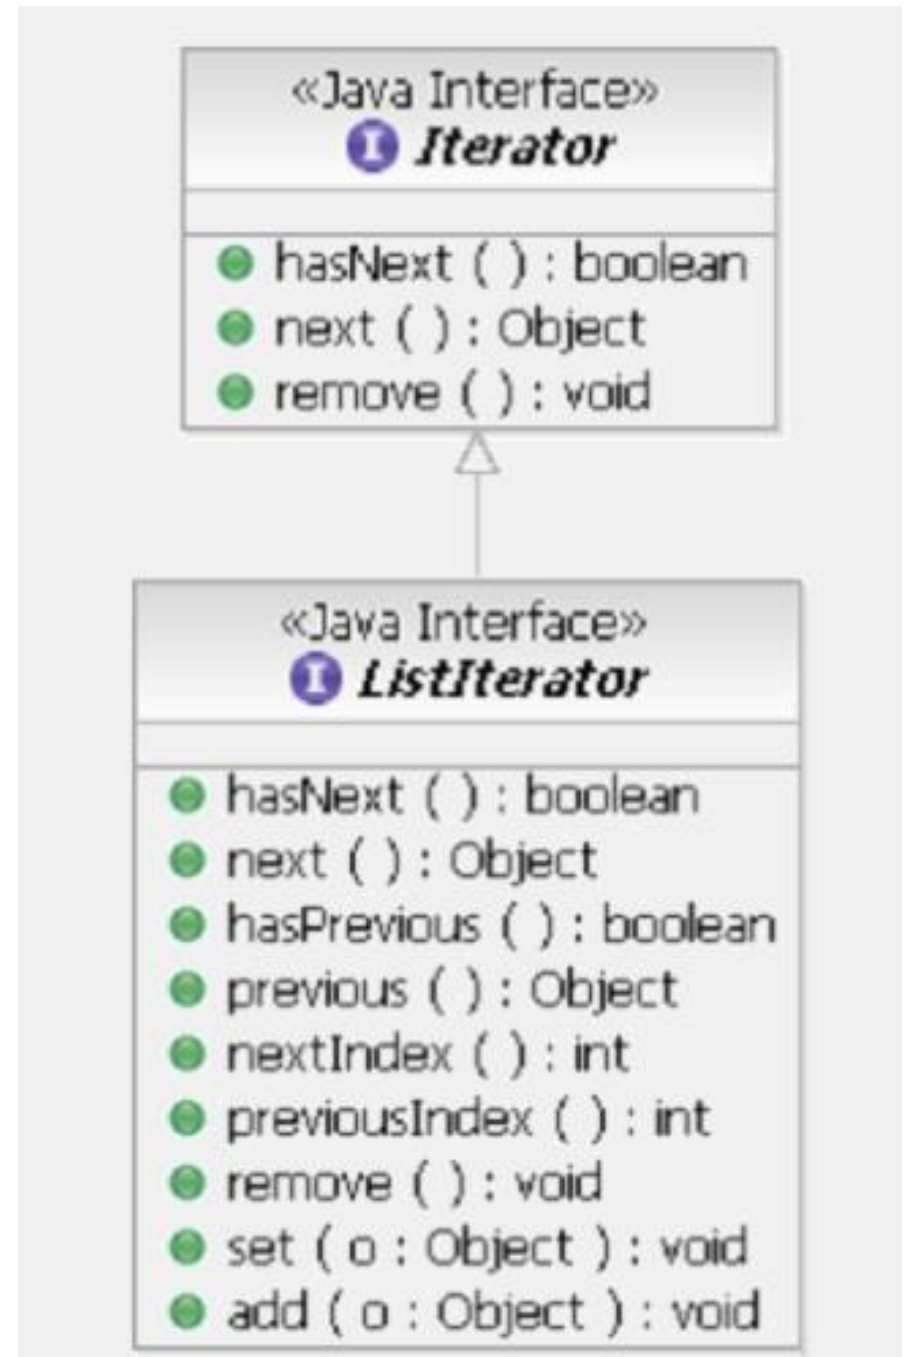 «Java Interface»
I Iterator
hasNext ( ) : boolean
next ( ) : Object
remove ( ) : void
«Java Interface»
I ListIterator
hasNext ( ) : boolean
next ( ) : Object
hasPrevious ( ) : boolean
previous ( ) : Object
nextIndex ( ) : int
previousIndex ( ) : int
remove ( ) : void
set ( o : Object ) : void
add ( o : Object ) : void